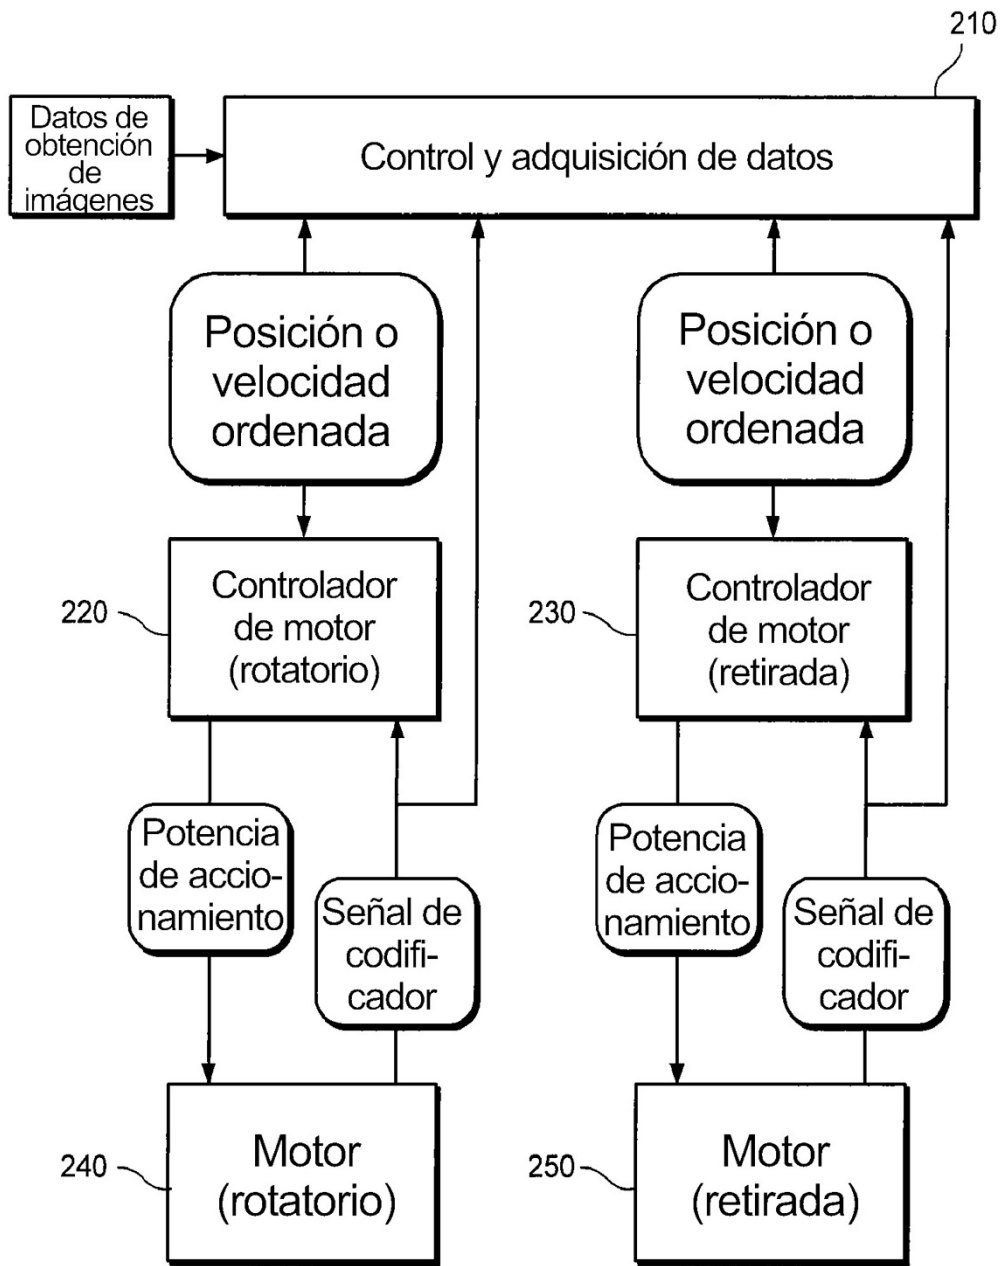 210
Datos de
obtención
de
imágenes
Control y adquisición de datos
Posición o
velocidad
ordenada
Posición o
velocidad
ordenada
220
Controlador
de motor
(rotatorio)
230
Controlador
de motor
(retirada)
Potencia
de accio-
namiento
Señal de
codifi-
cador
Potencia
de accio-
namiento
Señal de
codifi-
cador
240
Motor
(rotatorio)
250
Motor
(retirada)